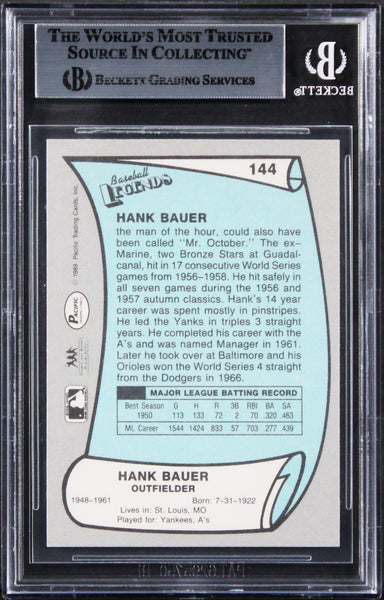 THE WORLD'S MOST TRUSTED
SOURCE IN COLLECTING™
BECKETT GRADING SERVICES
BECKETT
144
Baseball
LEGENDS
HANK BAUER
the man of the hour, could also have
been called "Mr. October." The ex-
Marine, two Bronze Stars at Guadal-
canal, hit in 17 consecutive World Series
games from 1956–1958. He hit safely in
all seven games during the 1956 and
1957 autumn classics. Hank's 14 year
career was spent mostly in pinstripes.
He led the Yanks in triples 3 straight
years. He completed his career with the
A's and was named Manager in 1961.
Later he took over at Baltimore and his
Orioles won the World Series 4 straight
from the Dodgers in 1966.
MAJOR LEAGUE BATTING RECORD
Best Season G H R 3B RBI BA SA
1950 113 133 72 2 70 320 463
ML Career 1544 1424 833 57 703 .277 .439
HANK BAUER
OUTFIELDER
1948-1961 Born: 7-31-1922
Lives in: St. Louis, MO
Played for: Yankees, A's
© 1989 Pacific Trading Cards, Inc.
Pacific